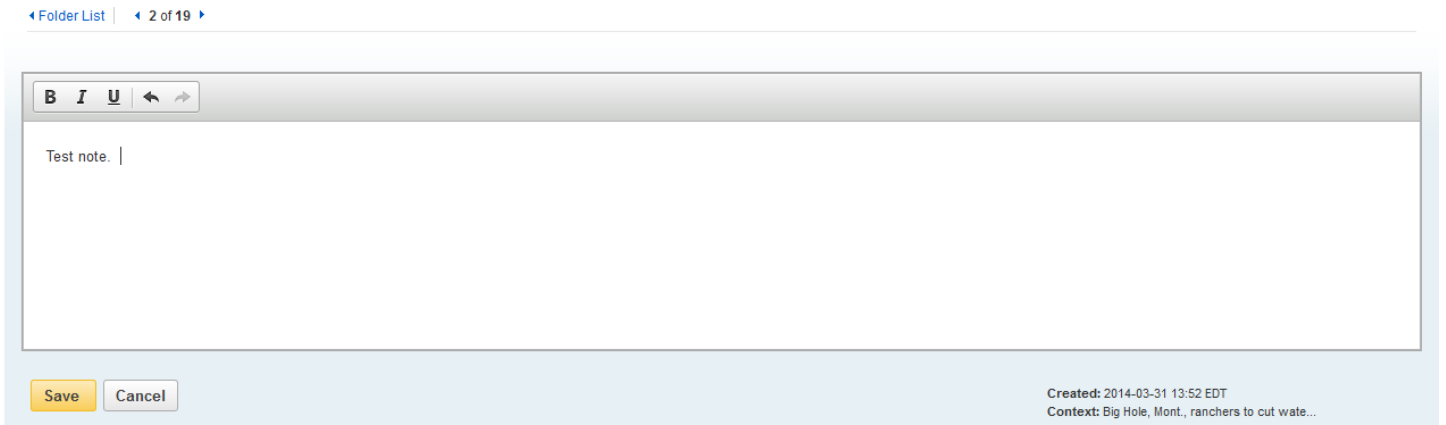 Folder List 2 of 19
B I U
Test note.
Save Cancel
Created: 2014-03-31 13:52 EDT
Context: Big Hole, Mont., ranchers to cut wate...